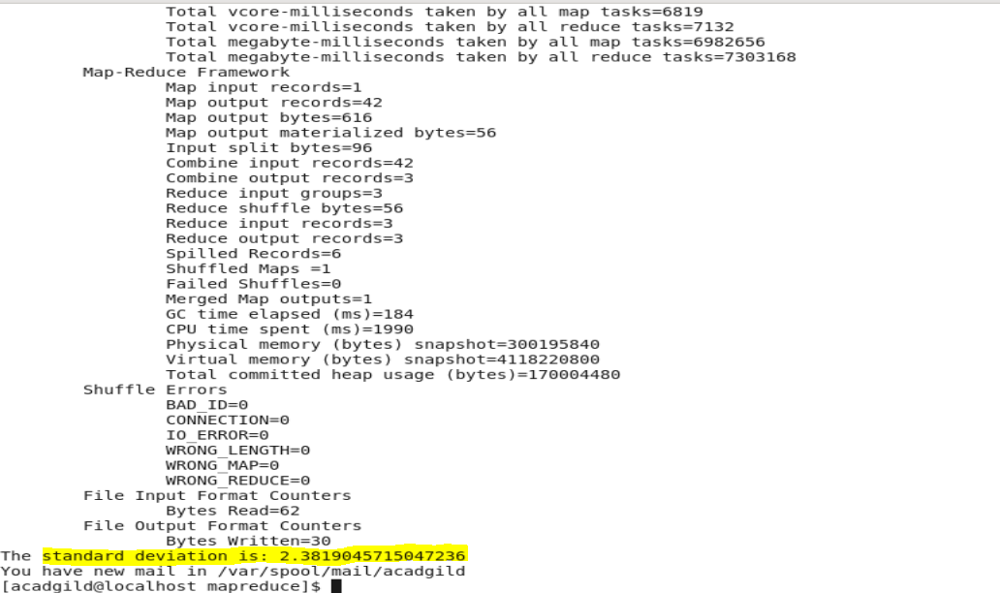 Total vcore-milliseconds taken by all map tasks=6819
Total vcore-milliseconds taken by all reduce tasks=7132
Total megabyte-milliseconds taken by all map tasks=6982656
Total megabyte-milliseconds taken by all reduce tasks=7303168
Map-Reduce Framework
Map input records=1
Map output records=42
Map output bytes=616
Map output materialized bytes=56
Input split bytes=96
Combine input records=42
Combine output records=3
Reduce input groups=3
Reduce shuffle bytes=56
Reduce input records=3
Reduce output records=3
Spilled Records=6
Shuffled Maps =1
Failed Shuffles=0
Merged Map outputs=1
GC time elapsed (ms)=184
CPU time spent (ms)=1990
Physical memory (bytes) snapshot=300195840
Virtual memory (bytes) snapshot=4118220800
Total committed heap usage (bytes)=170004480
Shuffle Errors
BAD_ID=0
CONNECTION=0
IO_ERROR=0
WRONG_LENGTH=0
WRONG_MAP=0
WRONG_REDUCE=0
File Input Format Counters
Bytes Read=62
File Output Format Counters
Bytes Written=30
The standard deviation is: 2.3819045715047236
You have new mail in /var/spool/mail/acadgild
[acadgild@localhost mapreduce]$